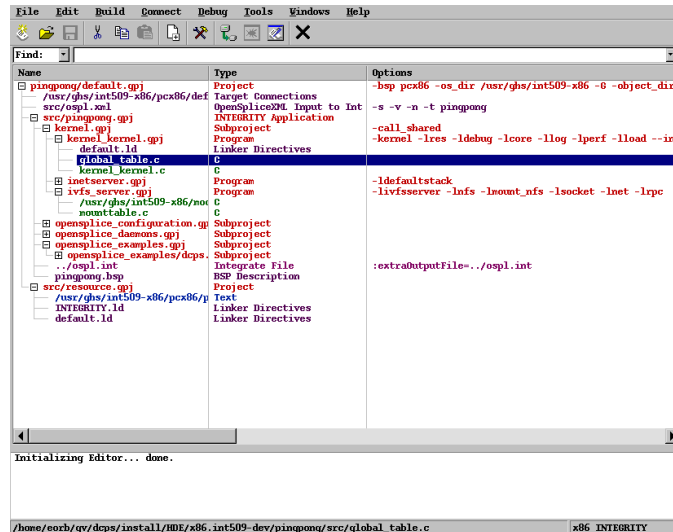 File Edit Build Connect Debug Tools Windows Help
Find:
Name Type Options
pingpong/default.gpj Project -bsp pcx86 -os_dir /usr/ghs/int509-x86 -G -object_dir
/usr/ghs/int509-x86/pcx86/def Target Connections
src/ospl.xml OpenSpliceXML Input to Int -s -v -n -t pingpong
src/pingpong.gpj INTEGRITY Application
kernel.gpj Subproject -call_shared
kernel_kernel.gpj Program -kernel -lres -ldebug -lcore -llog -lperf -lload --in
default.ld Linker Directives
global_table.c C
kernel_kernel.c C
inetserver.gpj Program -ldefaultstack
ivfs_server.gpj Program -livfsserver -lnfs -lmount_nfs -lsocket -lnet -lrpc
/usr/ghs/int509-x86/mod C
mounttable.c C
opensplice_configuration.gp Subproject
opensplice_daemons.gpj Subproject
opensplice_examples.gpj Subproject
opensplice_examples/dcps. Subproject
../ospl.int Integrate File :extraOutputFile=../ospl.int
pingpong.bsp BSP Description
src/resource.gpj Project
/usr/ghs/int509-x86/pcx86/p Text
INTEGRITY.ld Linker Directives
default.ld Linker Directives
Initializing Editor... done.
/home/eorb/qv/dcps/install/HDE/x86.int509-dev/pingpong/src/global_table.c x86 INTEGRITY